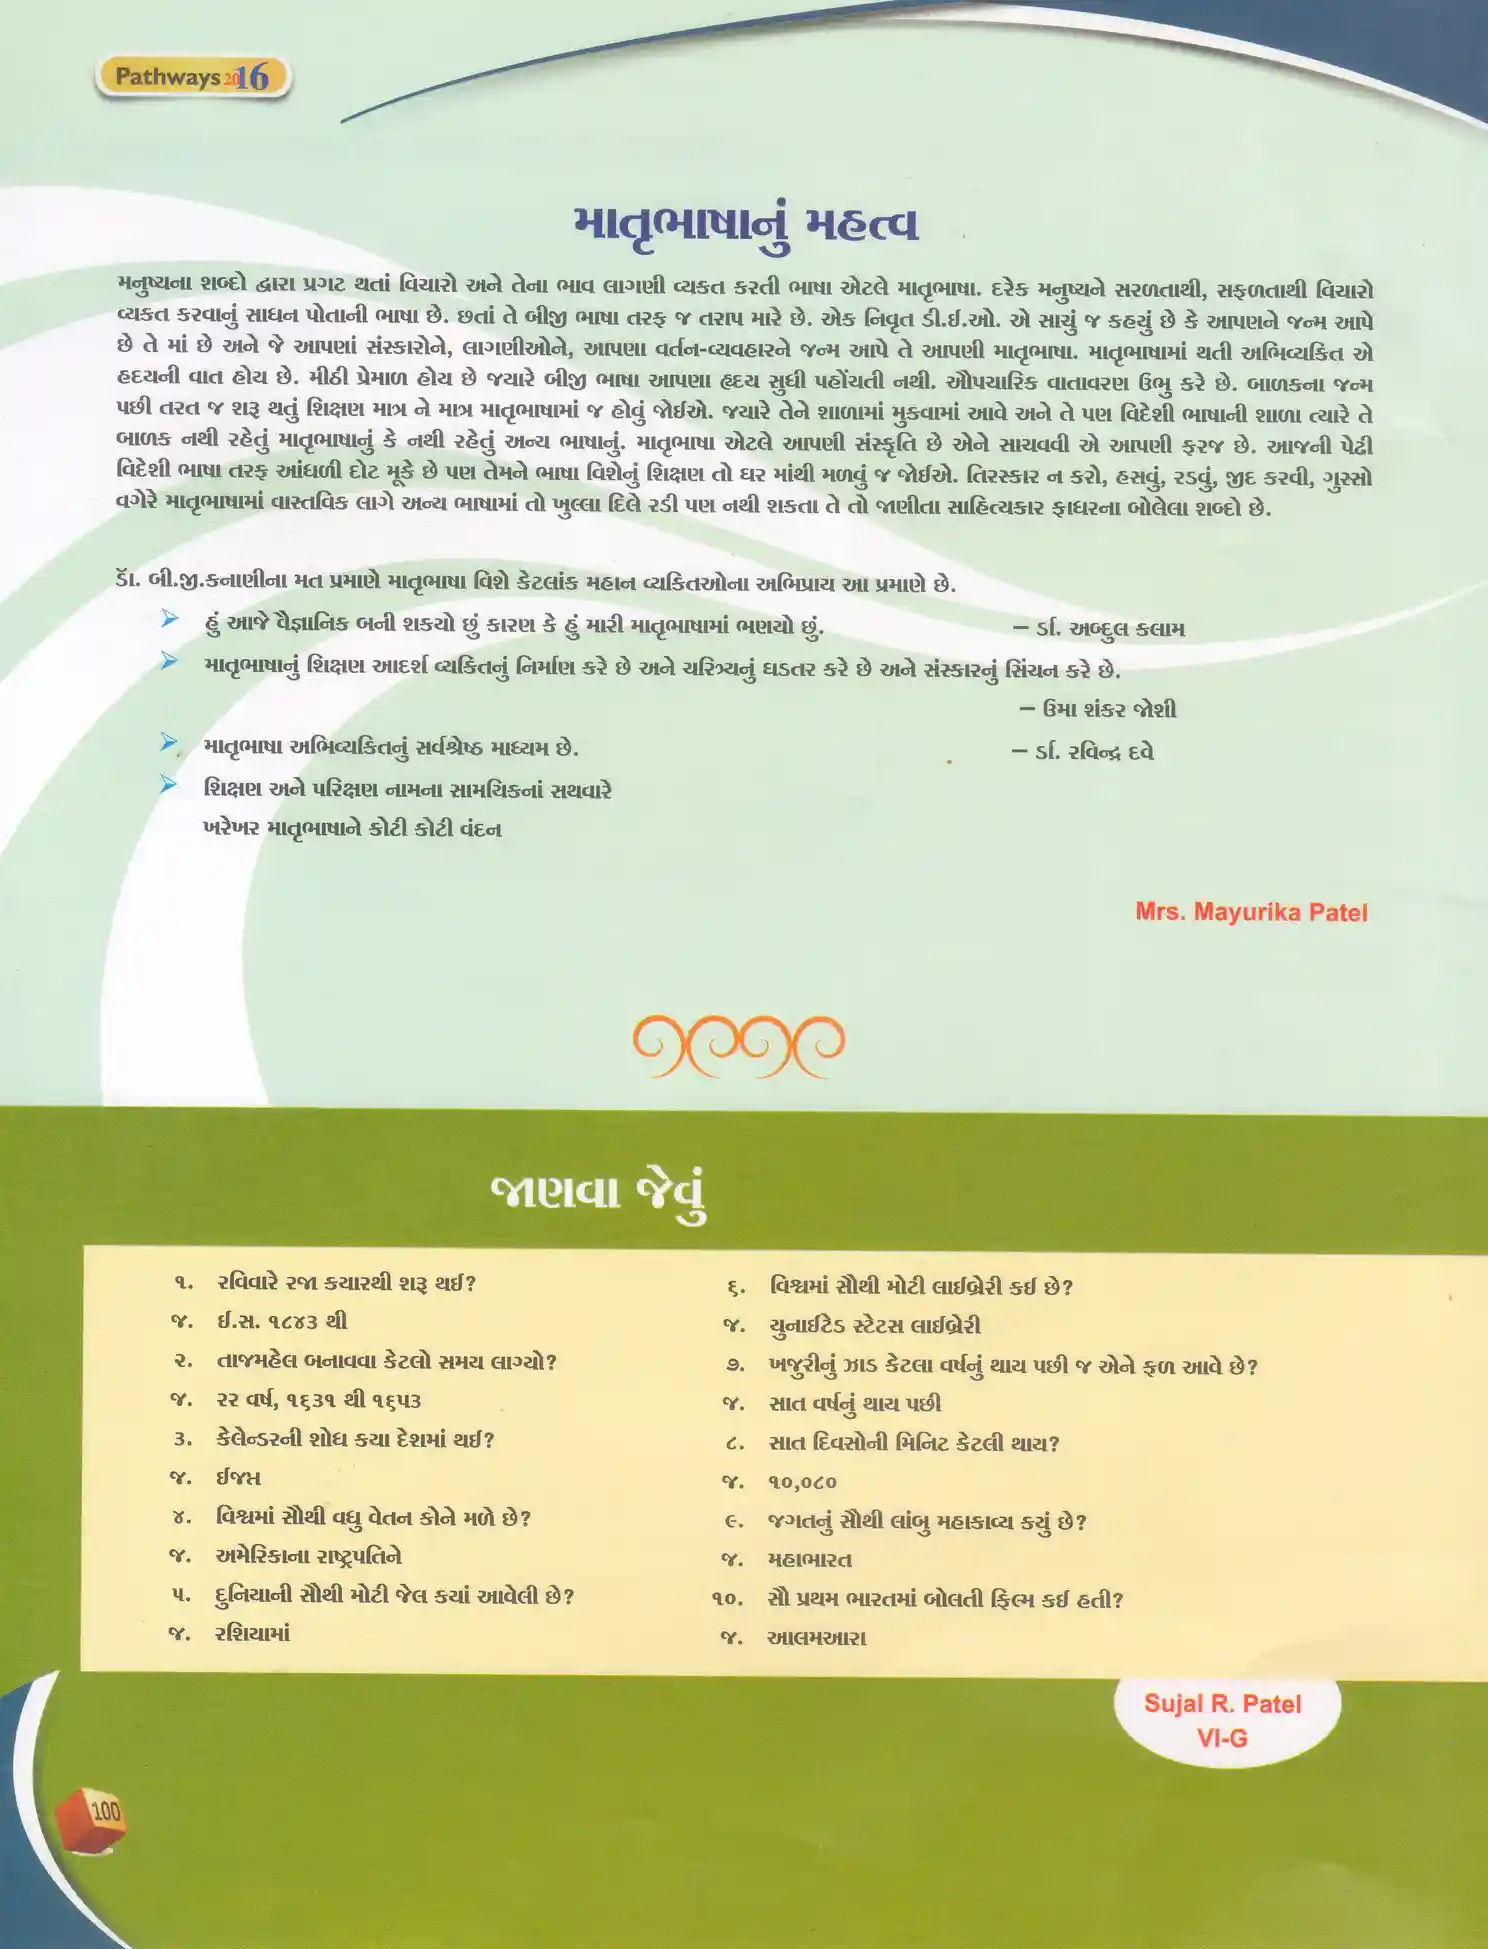 Pathways 2016
માતૃભાષાનું મહત્વ
મનુષ્યના શબ્દો દ્વારા પ્રગટ થતાં વિચારો અને તેના ભાવ લાગણી વ્યકત કરતી ભાષા એટલે માતૃભાષા. દરેક મનુષ્યને સરળતાથી, સફળતાથી વિચારો
વ્યકત કરવાનું સાધન પોતાની ભાષા છે. છતાં તે બીજી ભાષા તરફ જ તરાપ મારે છે. એક નિવૃત ડી.ઈ.ઓ. એ સાચું જ કહયું છે કે આપણને જન્મ આપે
છે તે માં છે અને જે આપણાં સંસ્કારોને, લાગણીઓને, આપણા વર્તન-વ્યવહારને જન્મ આપે તે આપણી માતૃભાષા. માતૃભાષામાં થતી અભિવ્યકિત એ
હદયની વાત હોય છે. મીઠી પ્રેમાળ હોય છે જયારે બીજી ભાષા આપણા હૃદય સુધી પહોંચતી નથી. ઔપચારિક વાતાવરણ ઉભુ કરે છે. બાળકના જન્મ
પછી તરત જ શરૂ થતું શિક્ષણ માત્ર ને માત્ર માતૃભાષામાં જ હોવું જોઈએ. જયારે તેને શાળામાં મુકવામાં આવે અને તે પણ વિદેશી ભાષાની શાળા ત્યારે તે
બાળક નથી રહેતું માતૃભાષાનું કે નથી રહેતું અન્ય ભાષાનું. માતૃભાષા એટલે આપણી સંસ્કૃતિ છે એને સાચવવી એ આપણી ફરજ છે. આજની પેઢી
વિદેશી ભાષા તરફ આંધળી દોટ મૂકે છે પણ તેમને ભાષા વિશેનું શિક્ષણ તો ઘર માંથી મળવું જ જોઈએ. તિરસ્કાર ન કરો, હસવું, રડવું, જીદ કરવી, ગુસ્સો
વગેરે માતૃભાષામાં વાસ્તવિક લાગે અન્ય ભાષામાં તો ખુલ્લા દિલે રડી પણ નથી શકતા તે તો જાણીતા સાહિત્યકાર ફાધરના બોલેલા શબ્દો છે.
ડૉ. બી.જી.કનાણીના મત પ્રમાણે માતૃભાષા વિશે કેટલાંક મહાન વ્યકિતઓના અભિપ્રાય આ પ્રમાણે છે.
➢ હું આજે વૈજ્ઞાનિક બની શકયો છું કારણ કે હું મારી માતૃભાષામાં ભણયો છું. – ર્ડા. અબ્દુલ કલામ
➢ માતૃભાષાનું શિક્ષણ આદર્શ વ્યકિતનું નિર્માણ કરે છે અને ચરિત્ર્યનું ઘડતર કરે છે અને સંસ્કારનું સિંચન કરે છે.
– ઉમા શંકર જોશી
➢ માતૃભાષા અભિવ્યકિતનું સર્વશ્રેષ્ઠ માધ્યમ છે. – ર્ડા. રવિન્દ્ર દવે
➢ શિક્ષણ અને પરિક્ષણ નામના સામયિકનાં સથવારે
ખરેખર માતૃભાષાને કોટી કોટી વંદન
Mrs. Mayurika Patel
જાણવા જેવું
૧. રવિવારે રજા કયારથી શરૂ થઈ?
જ. ઈ.સ. ૧૮૪૩ થી
૨. તાજમહેલ બનાવવા કેટલો સમય લાગ્યો?
જ. ૨૨ વર્ષ, ૧૬૩૧ થી ૧૬૫૩
૩. કેલેન્ડરની શોધ કયા દેશમાં થઈ?
જ. ઈજપ્ત
૪. વિશ્વમાં સૌથી વધુ વેતન કોને મળે છે?
જ. અમેરિકાના રાષ્ટ્રપતિને
૫. દુનિયાની સૌથી મોટી જેલ કયાં આવેલી છે?
જ. રશિયામાં
૬. વિશ્વમાં સૌથી મોટી લાઈબ્રેરી કઈ છે?
જ. યુનાઈટેડ સ્ટેટસ લાઈબ્રેરી
૭. ખજુરીનું ઝાડ કેટલા વર્ષનું થાય પછી જ એને ફળ આવે છે?
જ. સાત વર્ષનું થાય પછી
૮. સાત દિવસોની મિનિટ કેટલી થાય?
જ. ૧૦,૦૮૦
૯. જગતનું સૌથી લાંબુ મહાકાવ્ય કયું છે?
જ. મહાભારત
૧૦. સૌ પ્રથમ ભારતમાં બોલતી ફિલ્મ કઈ હતી?
જ. આલમઆરા
Sujal R. Patel
VI-G
100